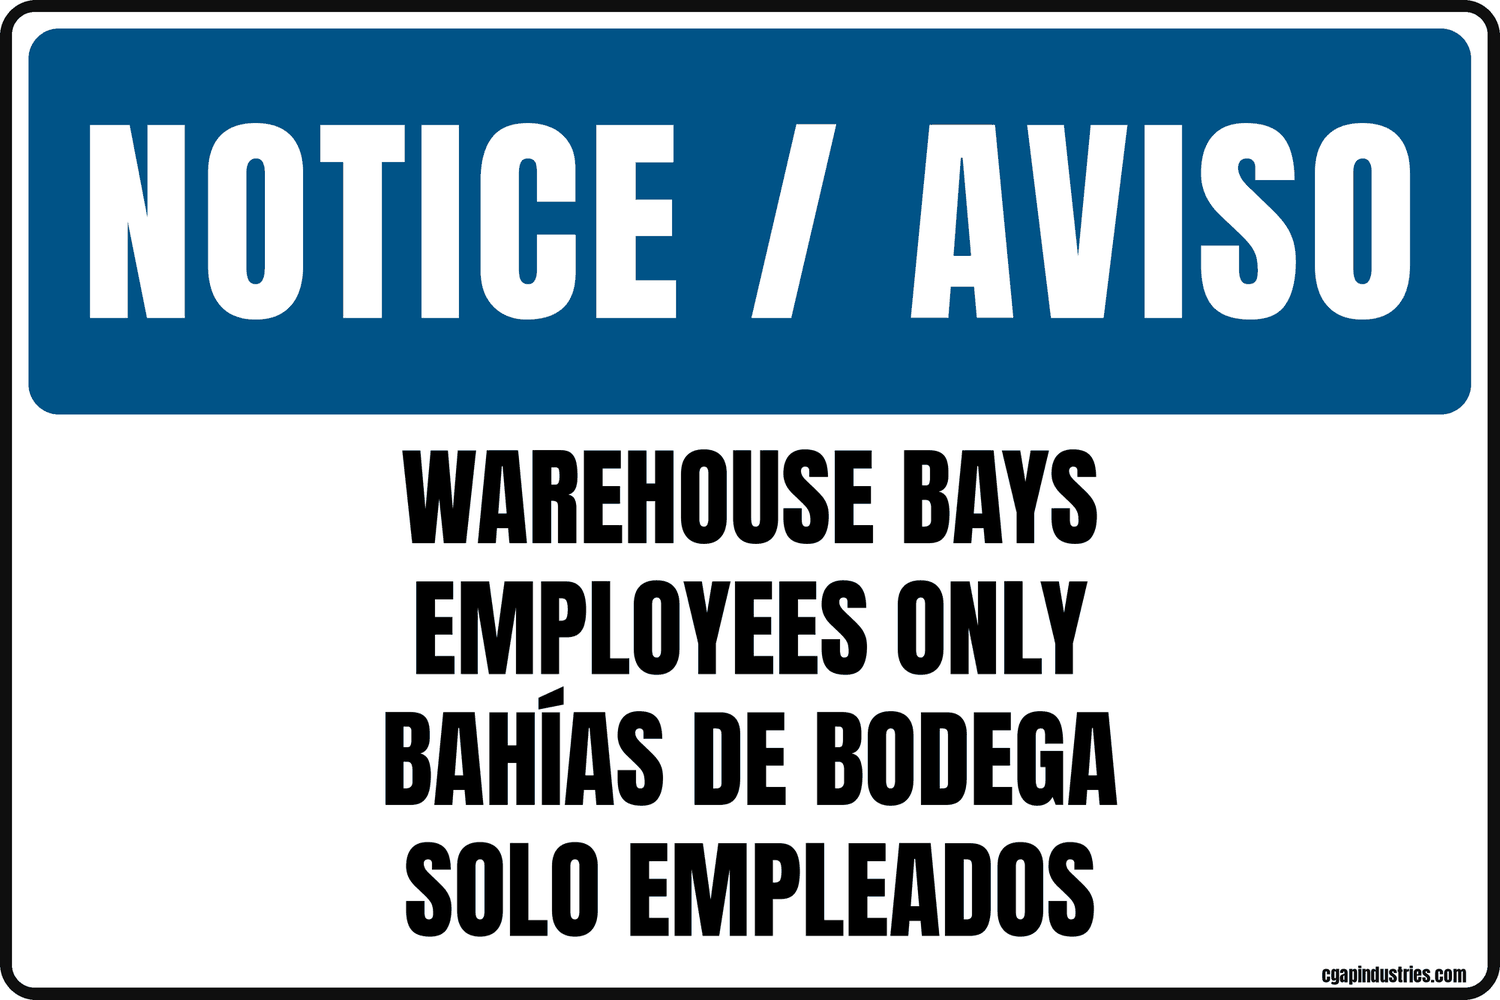 NOTICE / AVISO
WAREHOUSE BAYS
EMPLOYEES ONLY
BAHÍAS DE BODEGA
SOLO EMPLEADOS
cgapindustries.com